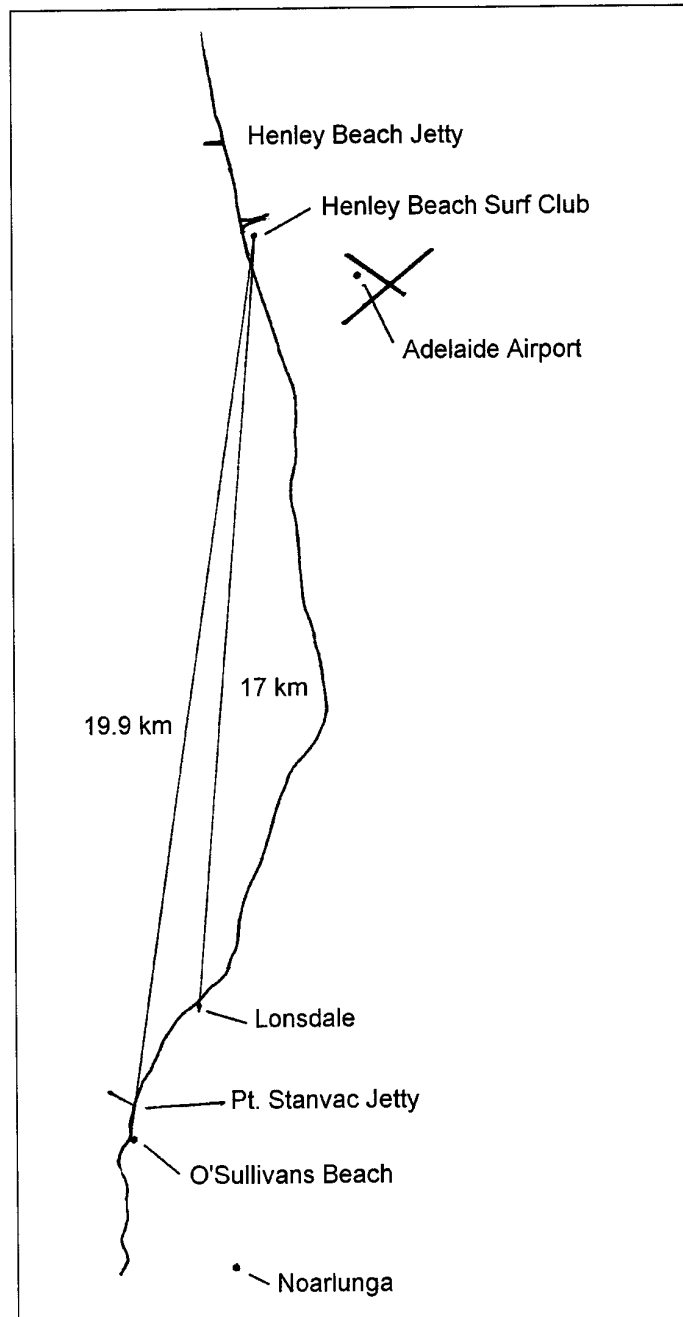 Henley Beach Jetty
Henley Beach Surf Club
Adelaide Airport
17 km
19.9 km
Lonsdale
Pt. Stanvac Jetty
O'Sullivans Beach
Noarlunga